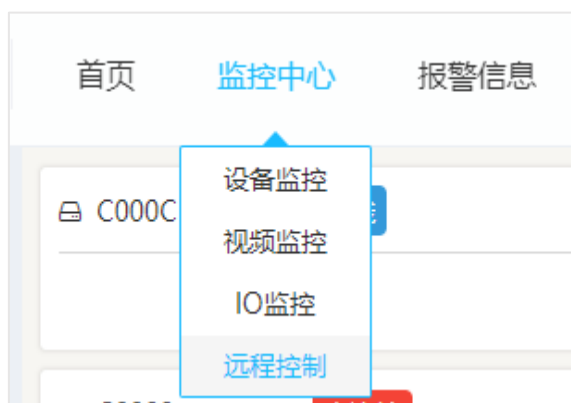 首页 监控中心 报警信息
设备监控
C000C
视频监控
IO监控
远程控制